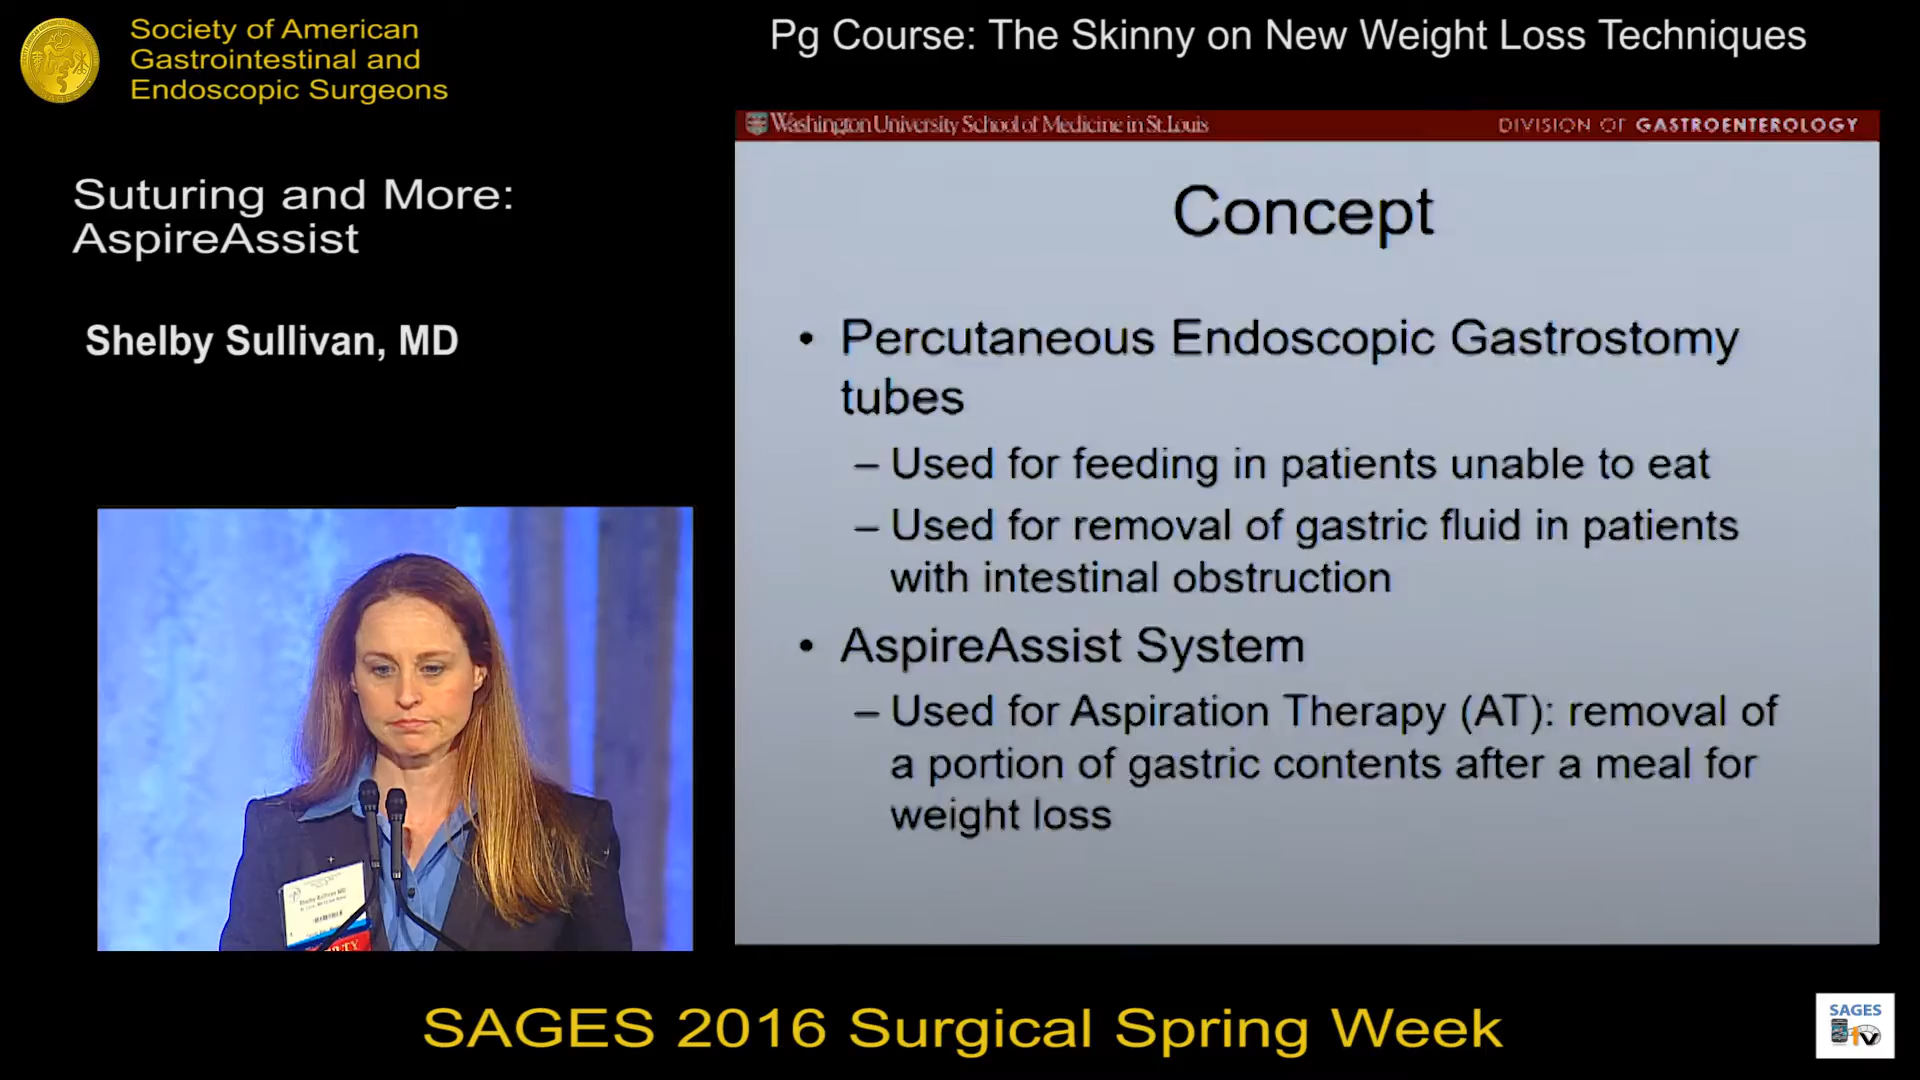 Society of American
Gastrointestinal and
Endoscopic Surgeons
Pg Course: The Skinny on New Weight Loss Techniques
Suturing and More:
AspireAssist
Shelby Sullivan, MD
Washington University School of Medicine in St. Louis
DIVISION OF GASTROENTEROLOGY
Concept
• Percutaneous Endoscopic Gastrostomy
tubes
– Used for feeding in patients unable to eat
– Used for removal of gastric fluid in patients
with intestinal obstruction
• AspireAssist System
– Used for Aspiration Therapy (AT): removal of
a portion of gastric contents after a meal for
weight loss
Shelby Sullivan MD
SAGES 2016 Surgical Spring Week
SAGES
TV